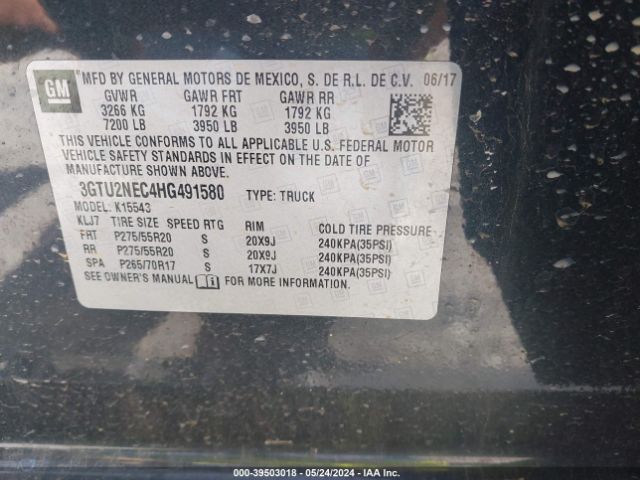 GM
MFD BY GENERAL MOTORS DE MEXICO, S. DE R.L. DE C.V. 06/17
GVWR GAWR FRT GAWR RR
3266 KG 1792 KG 1792 KG
7200 LB 3950 LB 3950 LB
THIS VEHICLE CONFORMS TO ALL APPLICABLE U.S. FEDERAL MOTOR
VEHICLE SAFETY STANDARDS IN EFFECT ON THE DATE OF
MANUFACTURE SHOWN ABOVE.
3GTU2NEC4HG491580 TYPE: TRUCK
MODEL: K15543
KLJ7 TIRE SIZE SPEED RTG RIM COLD TIRE PRESSURE
FRT P275/55R20 S 20X9J 240KPA(35PSI)
RR P275/55R20 S 20X9J 240KPA(35PSI)
SPA P265/70R17 S 17X7J 240KPA(35PSI)
SEE OWNER'S MANUAL FOR MORE INFORMATION.
000-39503018 - 05/24/2024 - IAA Inc.